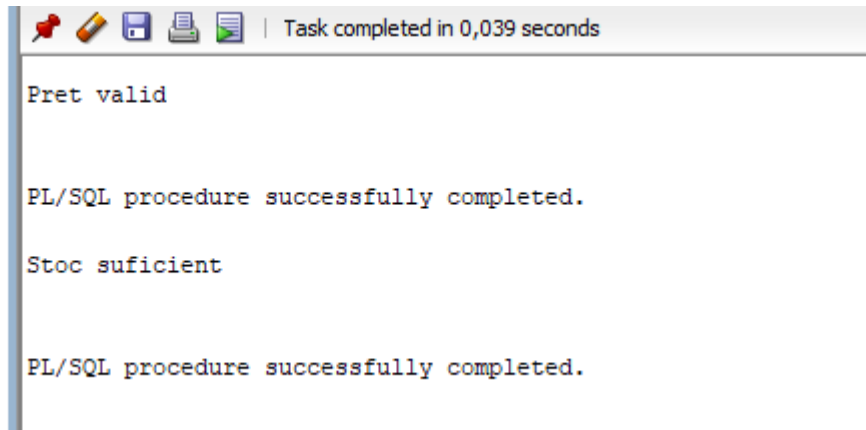 Task completed in 0,039 seconds
Pret valid
PL/SQL procedure successfully completed.
Stoc suficient
PL/SQL procedure successfully completed.